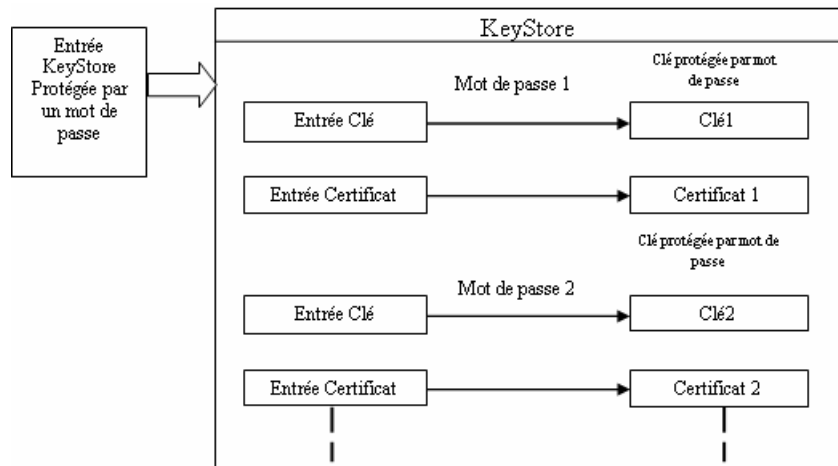 KeyStore
Entrée
KeyStore
Protégée par
un mot de
passe
Clé protégée par mot
de passe
Mot de passe 1
Entrée Clé
Clé1
Entrée Certificat
Certificat 1
Clé protégée par mot de
passe
Mot de passe 2
Entrée Clé
Clé2
Entrée Certificat
Certificat 2